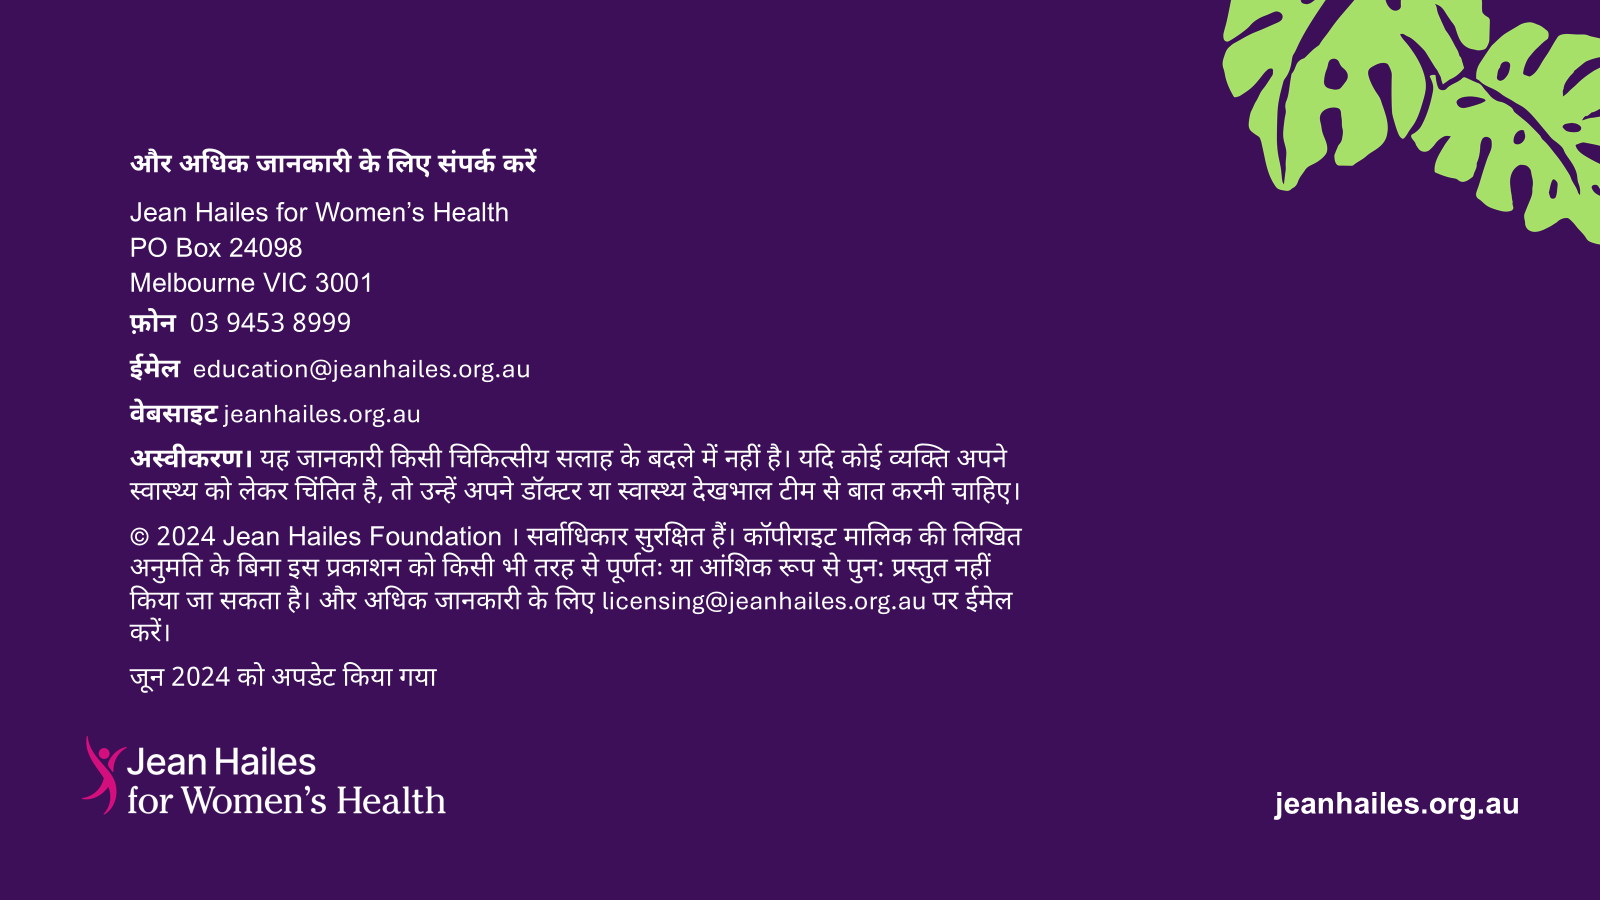 और अधिक जानकारी के लिए संपर्क करें
Jean Hailes for Women’s Health
PO Box 24098
Melbourne VIC 3001
फ़ोन 03 9453 8999
ईमेल education@jeanhailes.org.au
वेबसाइट jeanhailes.org.au
अस्वीकरण। यह जानकारी किसी चिकित्सीय सलाह के बदले में नहीं है। यदि कोई व्यक्ति अपने
स्वास्थ्य को लेकर चिंतित है, तो उन्हें अपने डॉक्टर या स्वास्थ्य देखभाल टीम से बात करनी चाहिए।
© 2024 Jean Hailes Foundation । सर्वाधिकार सुरक्षित हैं। कॉपीराइट मालिक की लिखित
अनुमति के बिना इस प्रकाशन को किसी भी तरह से पूर्णतः या आंशिक रूप से पुन: प्रस्तुत नहीं
किया जा सकता है। और अधिक जानकारी के लिए licensing@jeanhailes.org.au पर ईमेल
करें।
जून 2024 को अपडेट किया गया
Jean Hailes
for Women’s Health
jeanhailes.org.au